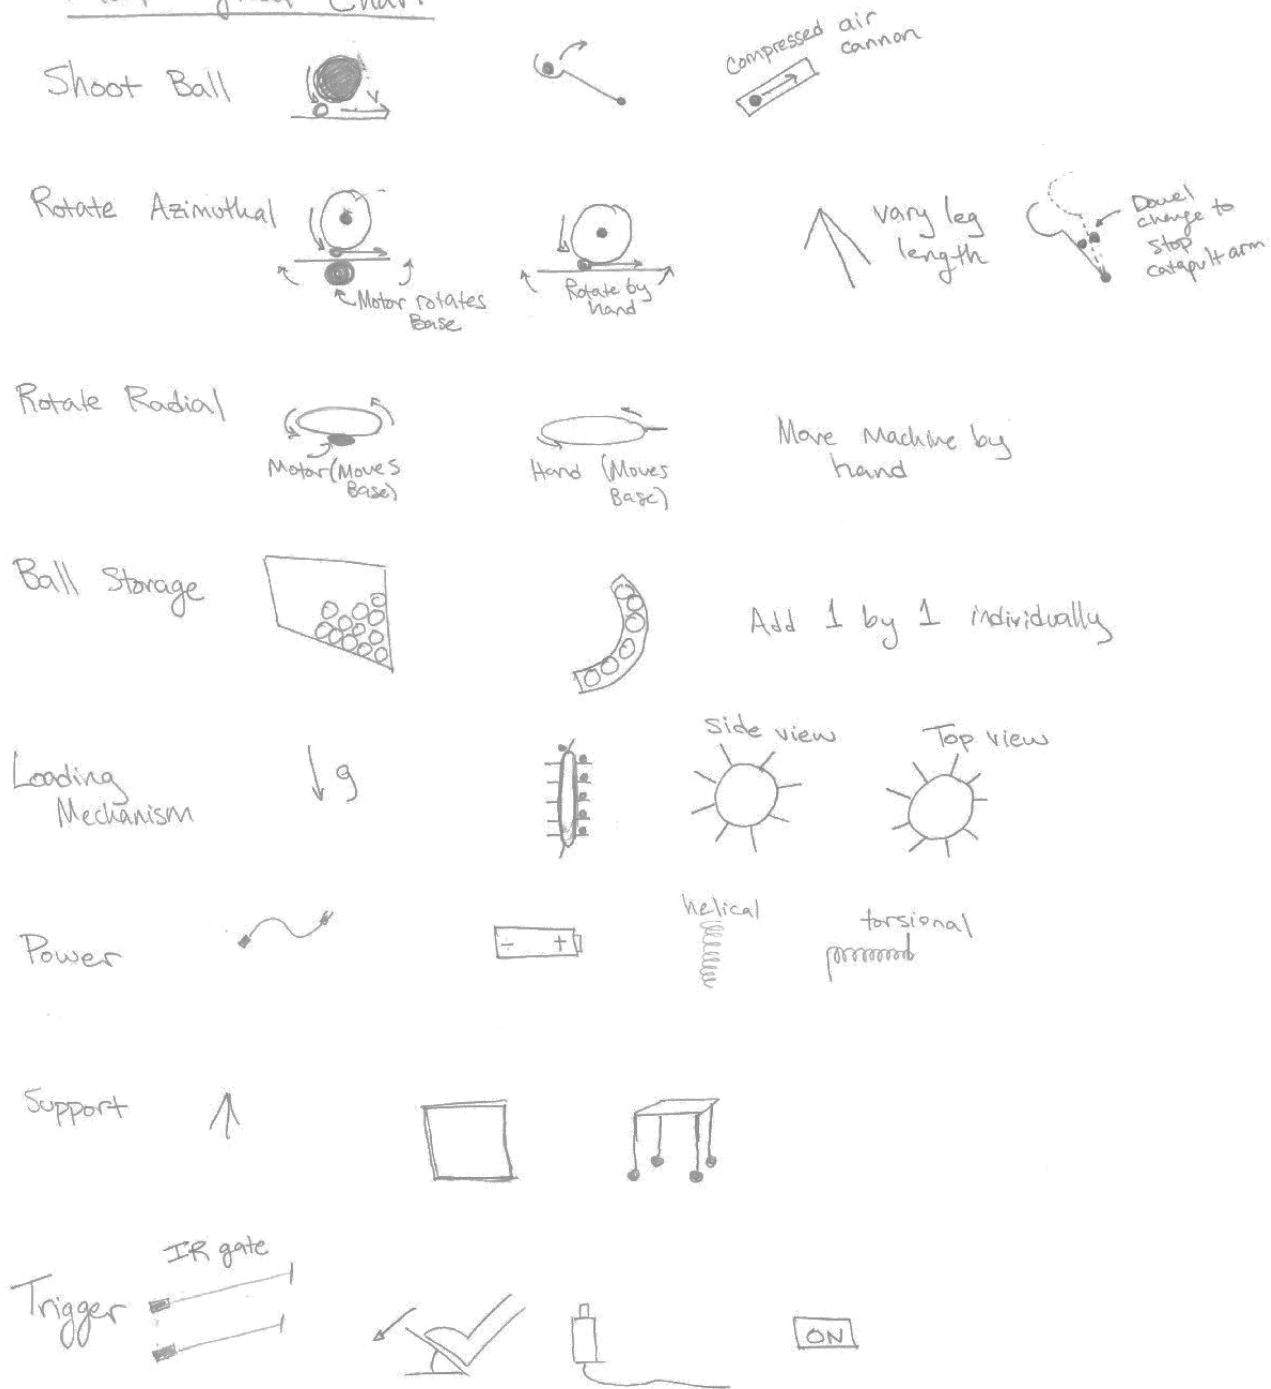 Chart
Shoot Ball
V
Compressed air
cannon
Rotate Azimuthal
Motor rotates
Base
Rotate by
hand
vary leg
length
Dowel
change to
stop
catapult arm
Rotate Radial
Motor (Moves
Base)
Hand (Moves
Base)
Move Machine by
hand
Ball Storage
Add 1 by 1 individually
Loading
Mechanism
g
Side view
Top view
Power
- +
helical
torsional
Support
Trigger
IR gate
ON